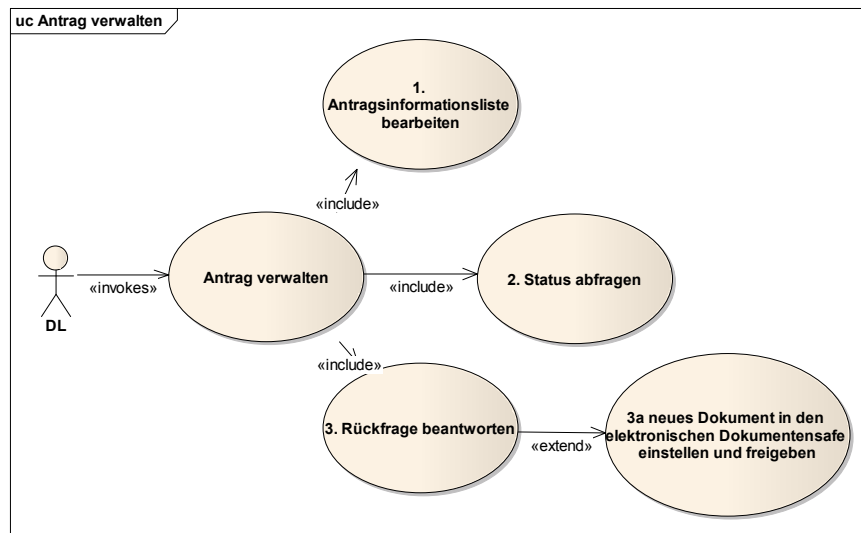 uc Antrag verwalten
1.
Antragsinformationsliste
bearbeiten
«include»
Antrag verwalten
«include»
2. Status abfragen
«invokes»
DL
«include»
3. Rückfrage beantworten
«extend»
3a neues Dokument in den
elektronischen Dokumentensafe
einstellen und freigeben